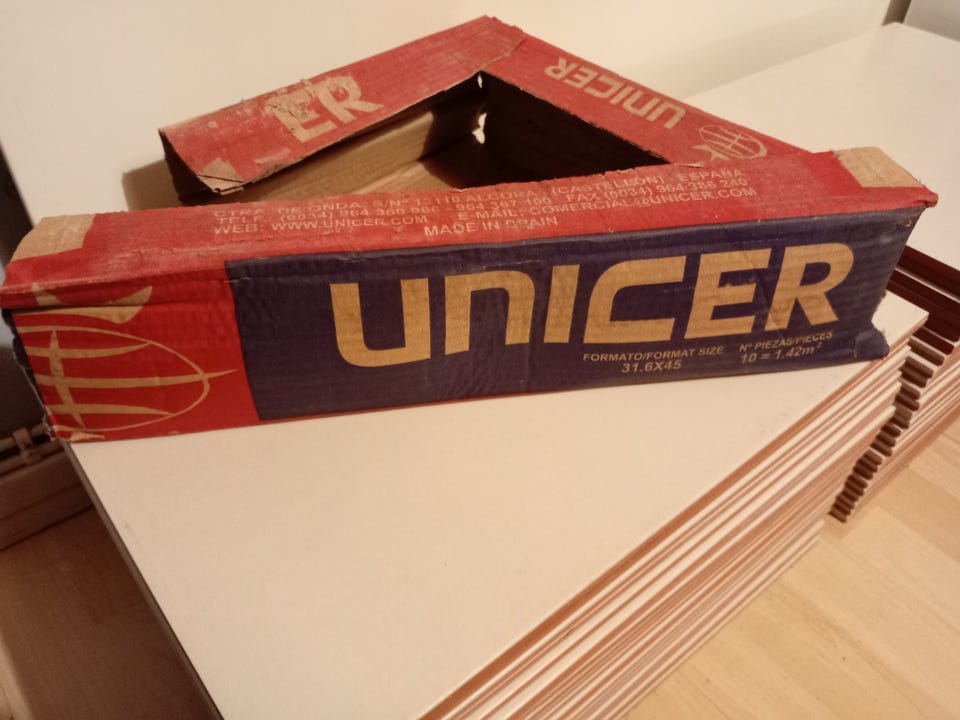 ER
UNICER
CTRA. ONDA, S/Nº 12110 ALCORA (CASTELLON) - ESPAÑA
TELF. (0034) 964 360 966 - 964 367 100 FAX (0034) 964 386 240
WEB: WWW.UNICER.COM E-MAIL: COMERCIAL@UNICER.COM
MADE IN SPAIN
UNICER
FORMATO/FORMAT SIZE
31.6X45
Nº PIEZAS/PIECES
10 = 1.42m²